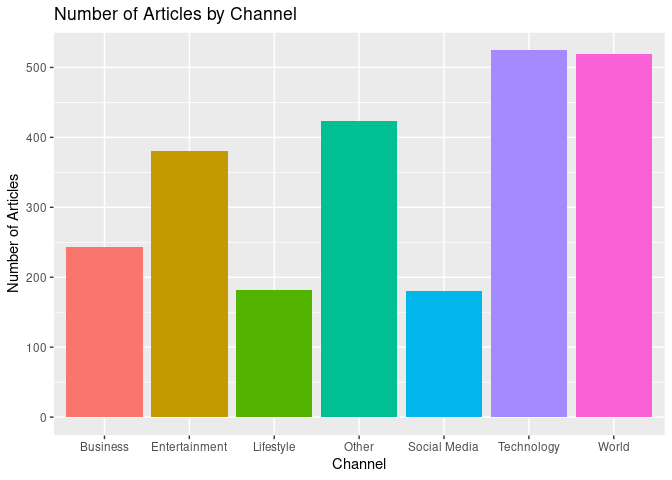 Number of Articles by Channel
Number of Articles
500
400
300
200
100
0
Business Entertainment Lifestyle Other Social Media Technology World
Channel